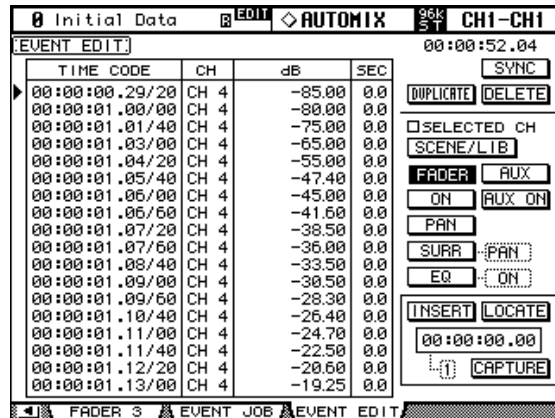 0 Initial Data R EDIT ◇AUTOMIX 96k ST CH1-CH1
EVENT EDIT 00:00:52.04
TIME CODE CH dB SEC SYNC
00:00:00.29/20 CH 4 -85.00 0.0 DUPLICATE DELETE
00:00:01.00/00 CH 4 -80.00 0.0
00:00:01.01/40 CH 4 -75.00 0.0 SELECTED CH
00:00:01.03/00 CH 4 -65.00 0.0 SCENE/LIB
00:00:01.04/20 CH 4 -55.00 0.0
00:00:01.05/40 CH 4 -47.40 0.0 FADER AUX
00:00:01.06/00 CH 4 -45.00 0.0 ON AUX ON
00:00:01.06/60 CH 4 -41.60 0.0
00:00:01.07/20 CH 4 -38.50 0.0 PAN
00:00:01.07/60 CH 4 -36.00 0.0 SURR PAN
00:00:01.08/40 CH 4 -33.50 0.0
00:00:01.09/00 CH 4 -30.50 0.0 EQ ON
00:00:01.09/60 CH 4 -28.30 0.0
00:00:01.10/40 CH 4 -26.40 0.0 INSERT LOCATE
00:00:01.11/00 CH 4 -24.70 0.0 00:00:00.00
00:00:01.11/40 CH 4 -22.50 0.0
00:00:01.12/20 CH 4 -20.60 0.0 1 CAPTURE
00:00:01.13/00 CH 4 -19.25 0.0
FADER 3 EVENT JOB EVENT EDIT